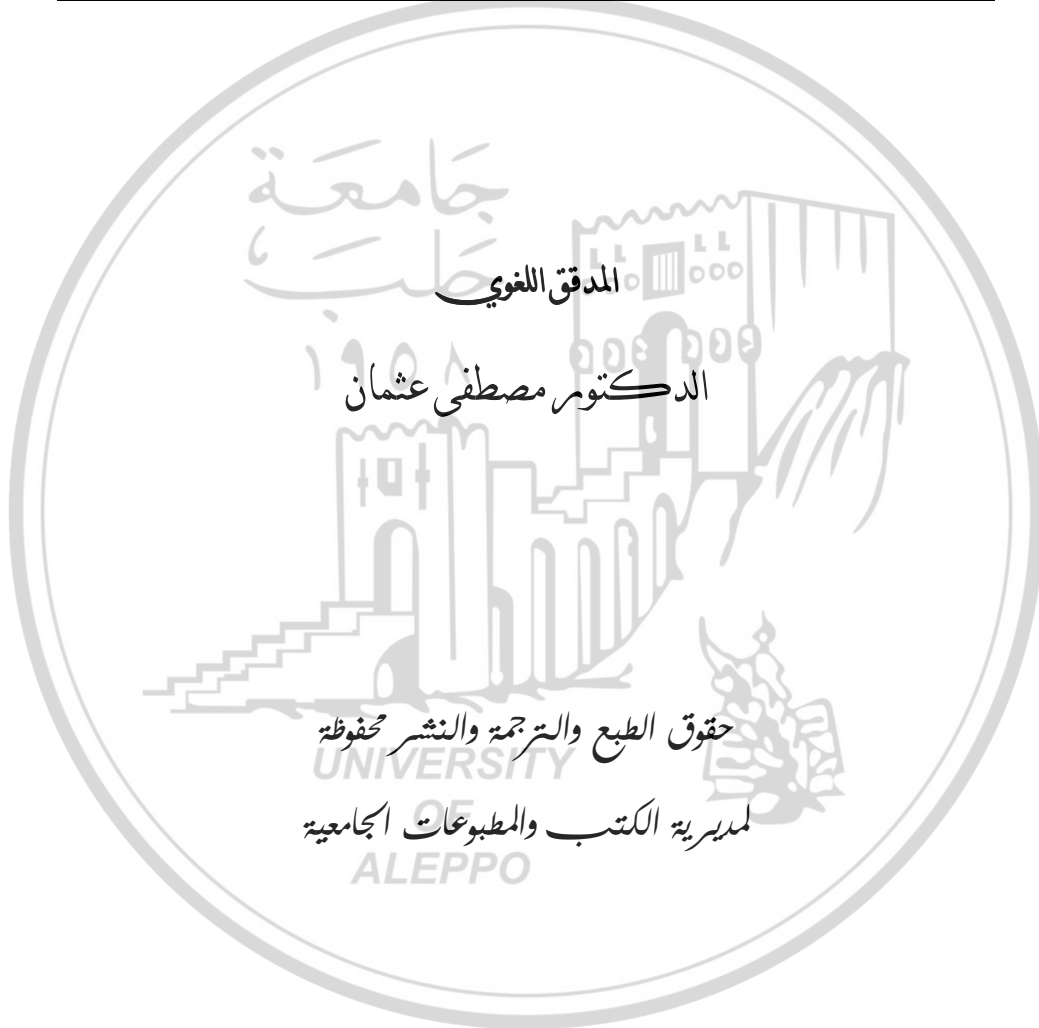 جامعة
حلب
المدقق اللغوي
١٩٥٨
الدكتور مصطفى عثمان
حقوق الطبع والترجمة والنشر محفوظة
UNIVERSITY
لمديرية الكتب والمطبوعات الجامعية
OF
ALEPPO